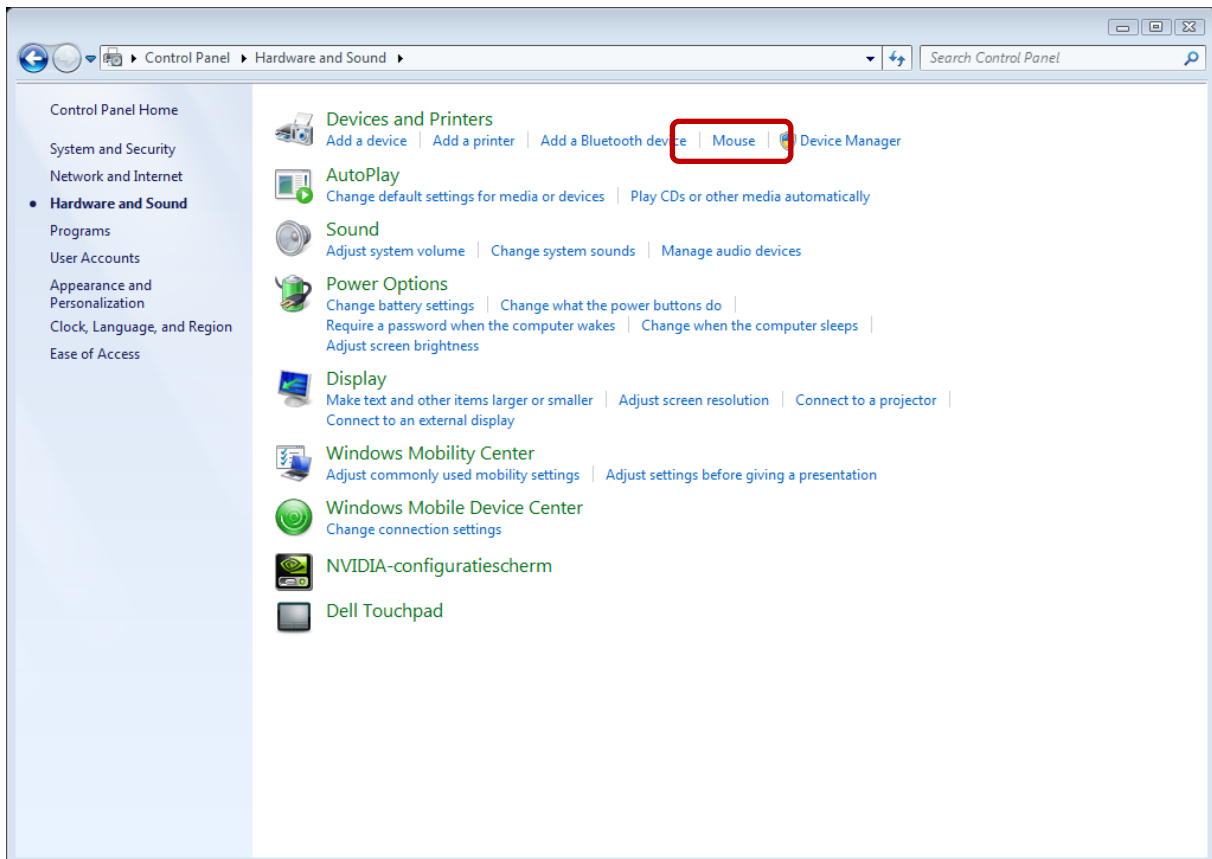 Control Panel Hardware and Sound Search Control Panel
Control Panel Home
System and Security
Network and Internet
Hardware and Sound
Programs
User Accounts
Appearance and
Personalization
Clock, Language, and Region
Ease of Access
Devices and Printers
Add a device Add a printer Add a Bluetooth device Mouse Device Manager
AutoPlay
Change default settings for media or devices Play CDs or other media automatically
Sound
Adjust system volume Change system sounds Manage audio devices
Power Options
Change battery settings Change what the power buttons do
Require a password when the computer wakes Change when the computer sleeps
Adjust screen brightness
Display
Make text and other items larger or smaller Adjust screen resolution Connect to a projector
Connect to an external display
Windows Mobility Center
Adjust commonly used mobility settings Adjust settings before giving a presentation
Windows Mobile Device Center
Change connection settings
NVIDIA-configuratiescherm
Dell Touchpad